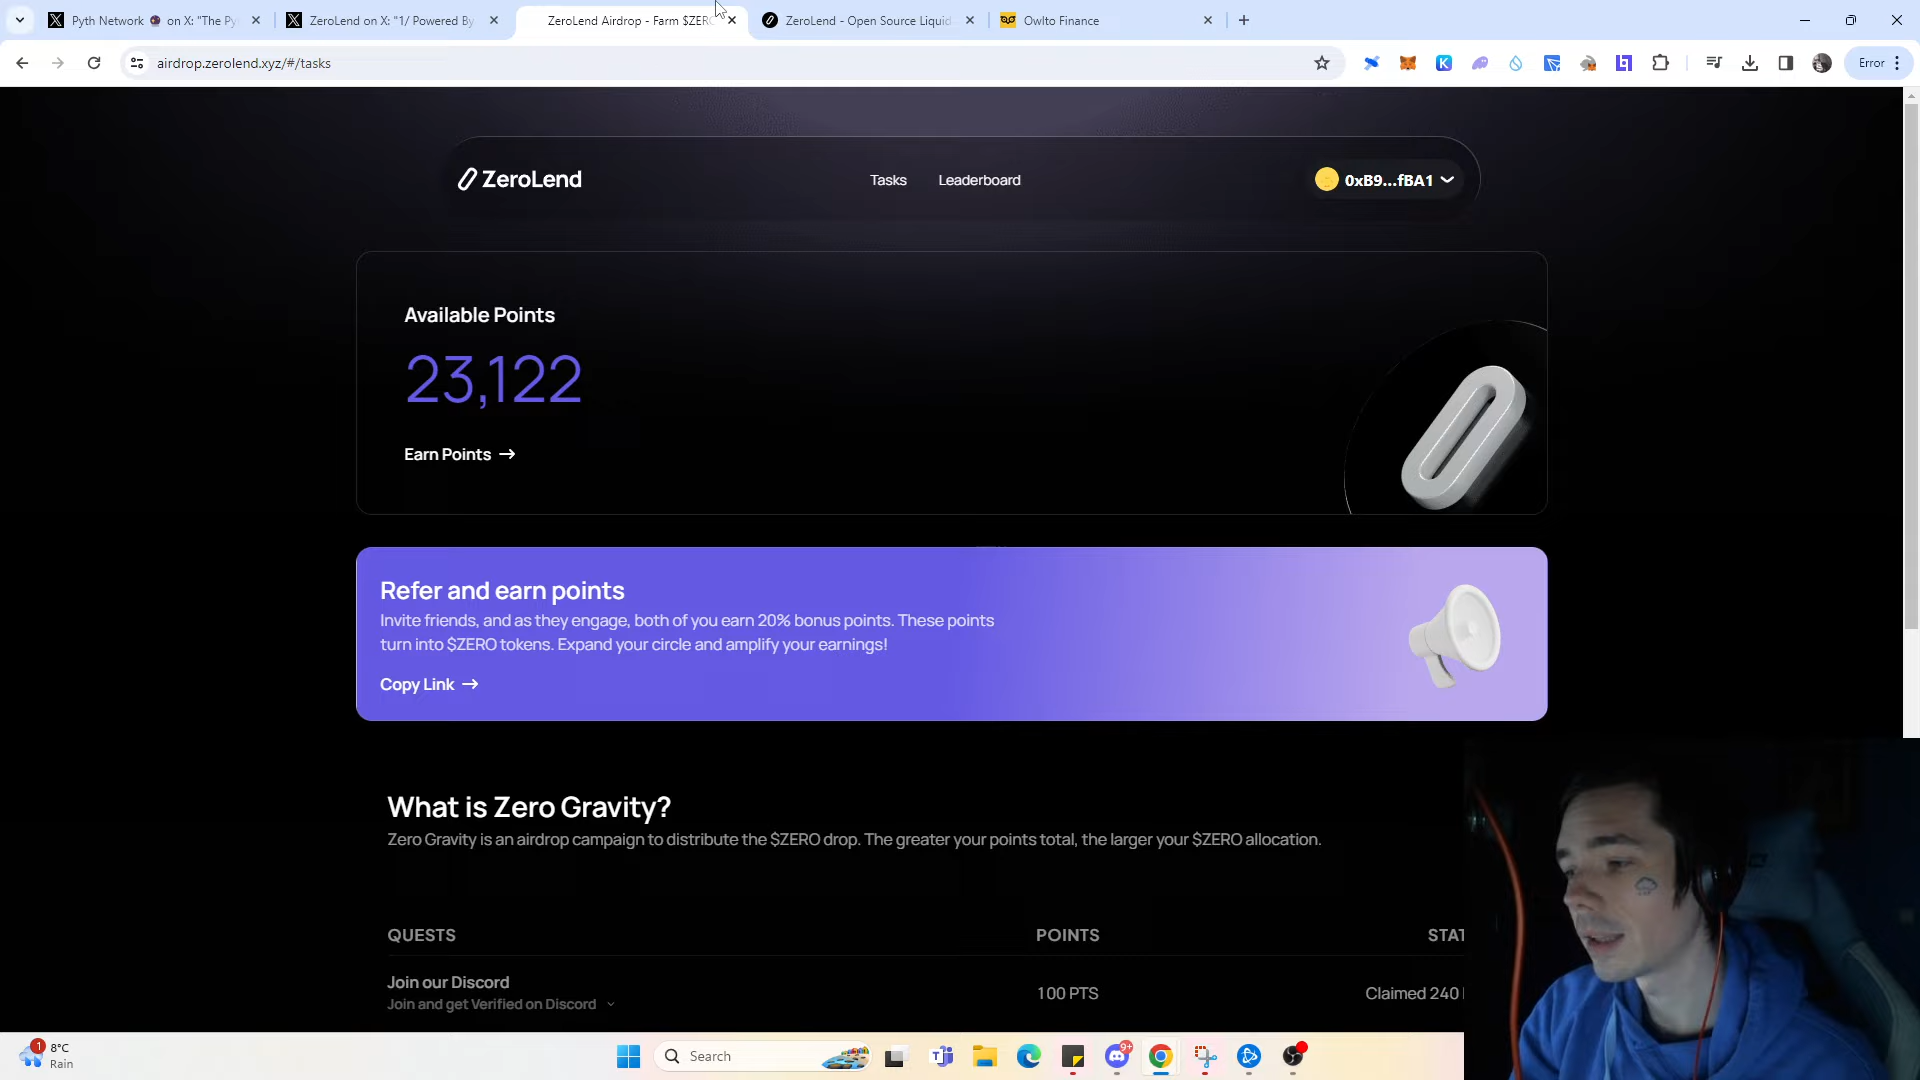 Pyth Network on X: "The Py
ZeroLend on X: "1/ Powered By
ZeroLend Airdrop - Farm $ZERO
ZeroLend - Open Source Liquid
Owlto Finance
airdrop.zerolend.xyz/#/tasks
Error
ZeroLend
Tasks
Leaderboard
0xB9...fBA1
Available Points
23,122
Earn Points →
Refer and earn points
Invite friends, and as they engage, both of you earn 20% bonus points. These points
turn into $ZERO tokens. Expand your circle and amplify your earnings!
Copy Link →
What is Zero Gravity?
Zero Gravity is an airdrop campaign to distribute the $ZERO drop. The greater your points total, the larger your $ZERO allocation.
QUESTS
POINTS
STAT
Join our Discord
Join and get Verified on Discord
100 PTS
Claimed 240
1
8°C
Rain
Search
9+